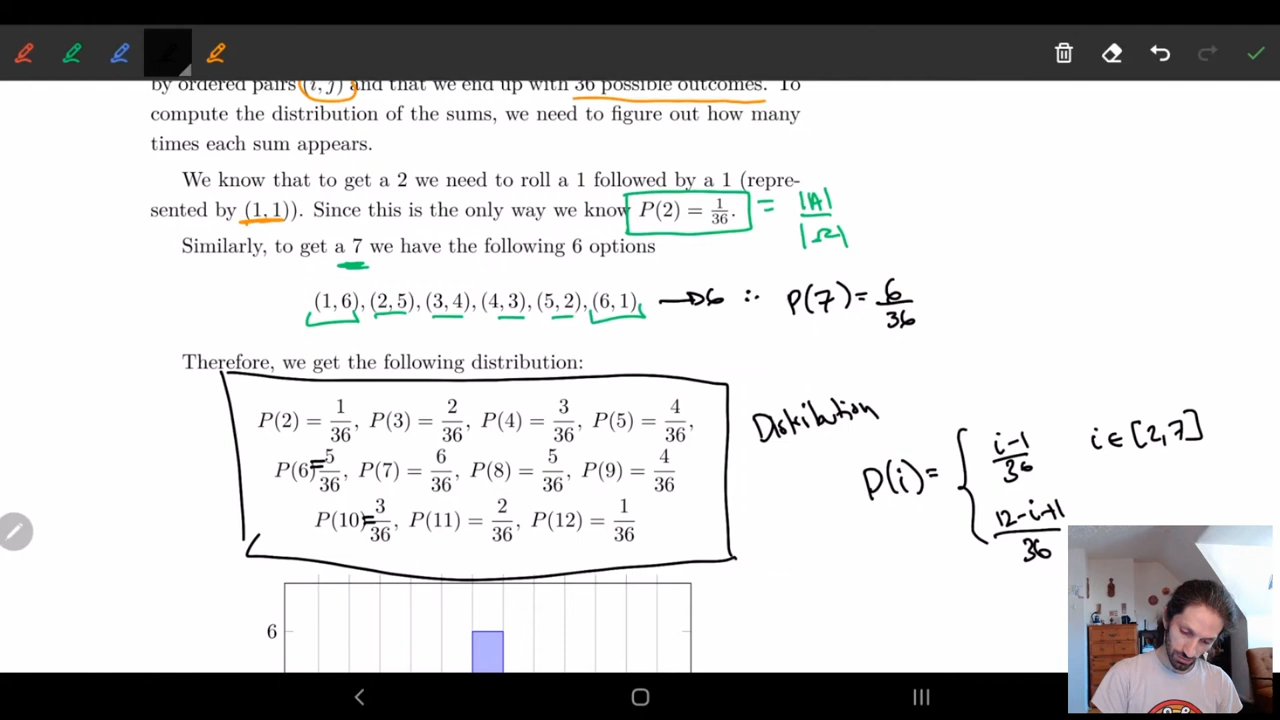 by ordered pairs (i, j) and that we end up with 36 possible outcomes. To
compute the distribution of the sums, we need to figure out how many
times each sum appears.
We know that to get a 2 we need to roll a 1 followed by a 1 (repre-
sented by (1, 1)). Since this is the only way we know P(2) = 1/36. = |A|/|Ω|
Similarly, to get a 7 we have the following 6 options
(1, 6), (2, 5), (3, 4), (4, 3), (5, 2), (6, 1) → 6 ∴ P(7) = 6/36
Therefore, we get the following distribution:
P(2) = 1/36, P(3) = 2/36, P(4) = 3/36, P(5) = 4/36,
P(6)=5/36, P(7) = 6/36, P(8) = 5/36, P(9) = 4/36
P(10)=3/36, P(11) = 2/36, P(12) = 1/36
Distribution
P(i) = { i-1/36 i ∈ [2,7]
12-i+1/36
6